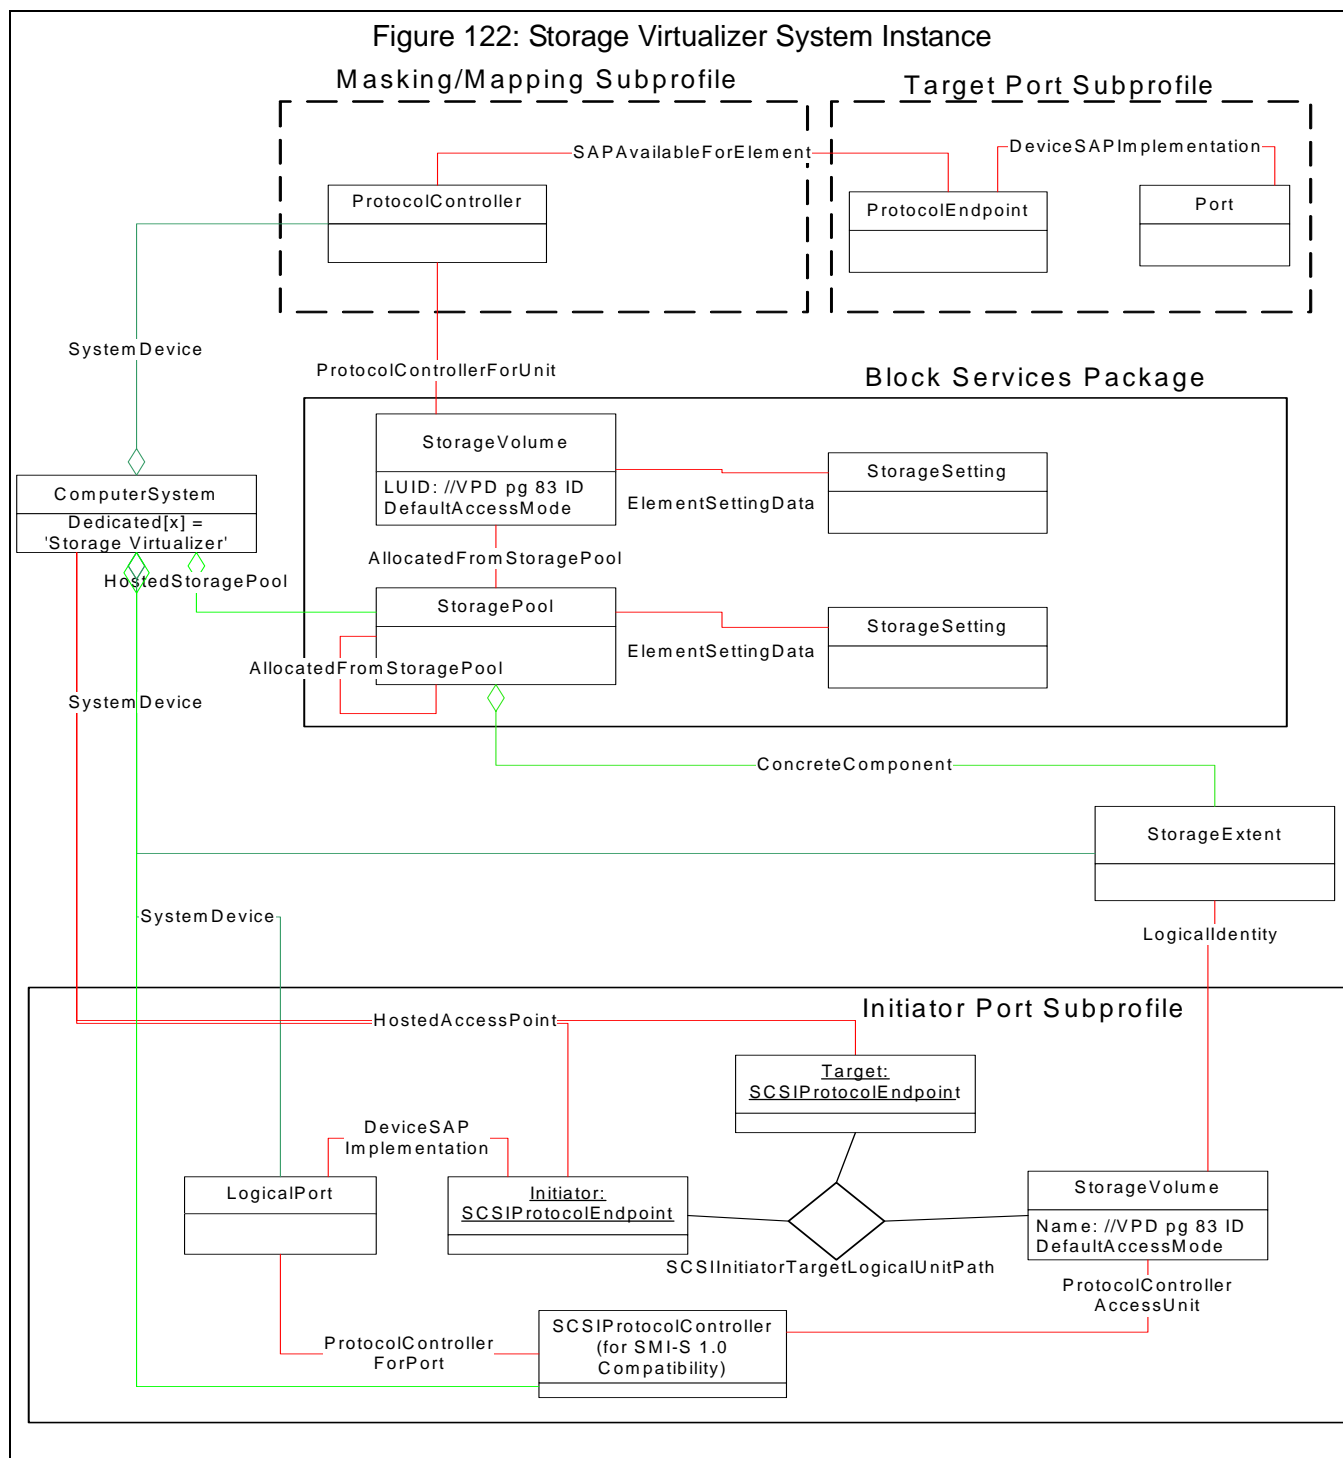 Figure 122: Storage Virtualizer System Instance
Masking/Mapping Subprofile
Target Port Subprofile
SAPAvailableForElement
DeviceSAPImplementation
ProtocolController
ProtocolEndpoint
Port
SystemDevice
ProtocolControllerForUnit
Block Services Package
StorageVolume
LUID: //VPD pg 83 ID
DefaultAccessMode
StorageSetting
ElementSettingData
ComputerSystem
Dedicated[x] =
'Storage Virtualizer'
AllocatedFromStoragePool
HostedStoragePool
StoragePool
StorageSetting
ElementSettingData
AllocatedFromStoragePool
SystemDevice
ConcreteComponent
StorageExtent
SystemDevice
LogicalIdentity
Initiator Port Subprofile
HostedAccessPoint
Target:
SCSIProtocolEndpoint
DeviceSAP
Implementation
LogicalPort
Initiator:
SCSIProtocolEndpoint
StorageVolume
Name: //VPD pg 83 ID
DefaultAccessMode
SCSIInitiatorTargetLogicalUnitPath
ProtocolController
AccessUnit
SCSIProtocolController
(for SMI-S 1.0
Compatibility)
ProtocolController
ForPort